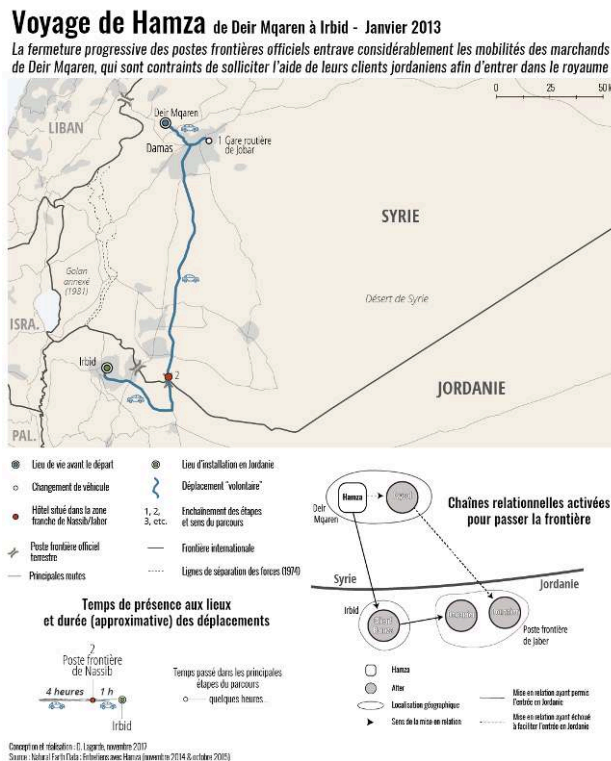 Voyage de Hamza de Deir Mqaren à Irbid - Janvier 2013
La fermeture progressive des postes frontières officiels entrave considérablement les mobilités des marchands
de Deir Mqaren, qui sont contraints de solliciter l'aide de leurs clients jordaniens afin d'entrer dans le royaume
0 25 50 k
LIBAN
Deir Mqaren
Damas
1 Gare routière
de Jobar
SYRIE
Golan
annexé
(1981)
Désert de Syrie
ISRA.
Irbid
2
JORDANIE
PAL.
Lieu de vie avant le départ
Changement de véhicule
Hôtel situé dans la zone
franche de Nassib/Jaber
Poste frontière officiel
terrestre
Principales routes
Lieu d'installation en Jordanie
Déplacement "volontaire"
1, 2,
3, etc.
Enchaînement des étapes
et sens du parcours
Frontière internationale
Lignes de séparation des forces (1974)
Temps de présence aux lieux
et durée (approximative) des déplacements
2
Poste frontière
de Nassib
4 heures
1 h
Irbid
Temps passé dans les principales
étapes du parcours
quelques heures
Chaînes relationnelles activées
pour passer la frontière
Hamza
Deir
Mqaren
Syrie
Jordanie
Irbid
Client
Poste frontière
de Jaber
Hamza
Alter
Localisation géographique
Sens de la mise en relation
Mise en relation ayant permis
l'entrée en Jordanie
Mise en relation ayant échoué
à faciliter l'entrée en Jordanie
Conception et réalisation : D. Lagarde, novembre 2017
Source : Natural Earth Data ; Entretiens avec Hamza (novembre 2014 & octobre 2015)